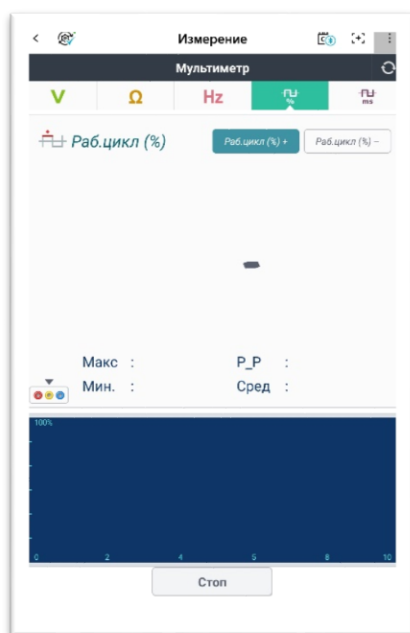 Измерение
Мультиметр
V Ω Hz % ms
Раб.цикл (%) Раб.цикл (%) + Раб.цикл (%) −
Макс : P_P :
Мин. : Сред :
100%
0 2 4 5 8 10
Стоп